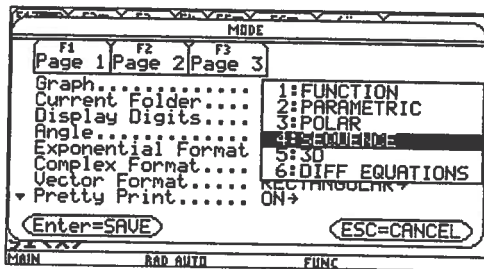 MODE
F1 F2 F3
Page 1 Page 2 Page 3
Graph............
Current Folder....
Display Digits....
Angle............
Exponential Format
Complex Format.....
Vector Format...... RECTANGULAR→
Pretty Print...... ON→
1:FUNCTION
2:PARAMETRIC
3:POLAR
4:SEQUENCE
5:3D
6:DIFF EQUATIONS
Enter=SAVE ESC=CANCEL
MAIN RAD AUTO FUNC